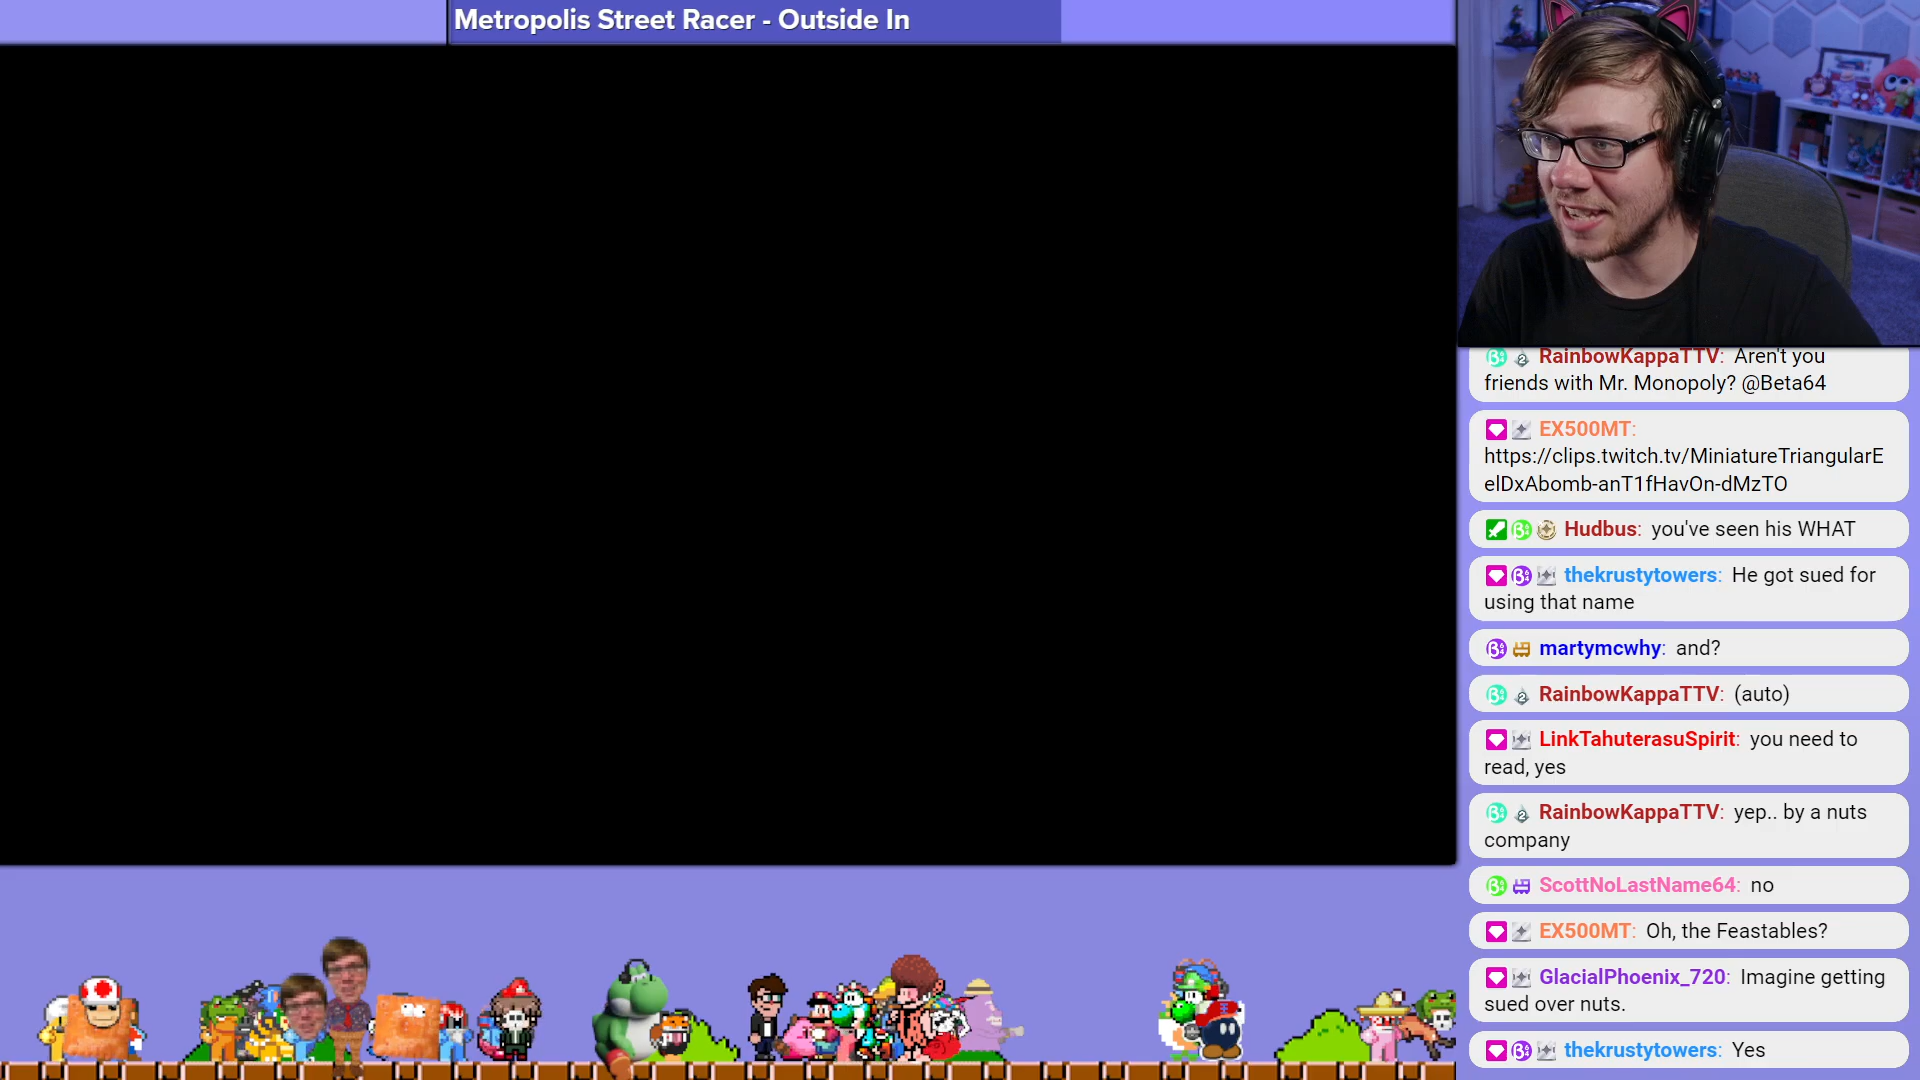 Metropolis Street Racer - Outside In
RainbowKappaTTV: Aren't you
friends with Mr. Monopoly? @Beta64
EX500MT:
https://clips.twitch.tv/MiniatureTriangularE
elDxAbomb-anT1fHavOn-dMzTO
Hudbus: you've seen his WHAT
thekrustytowers: He got sued for
using that name
martymcwhy: and?
RainbowKappaTTV: (auto)
LinkTahuterasuSpirit: you need to
read, yes
RainbowKappaTTV: yep.. by a nuts
company
ScottNoLastName64: no
EX500MT: Oh, the Feastables?
GlacialPhoenix_720: Imagine getting
sued over nuts.
thekrustytowers: Yes